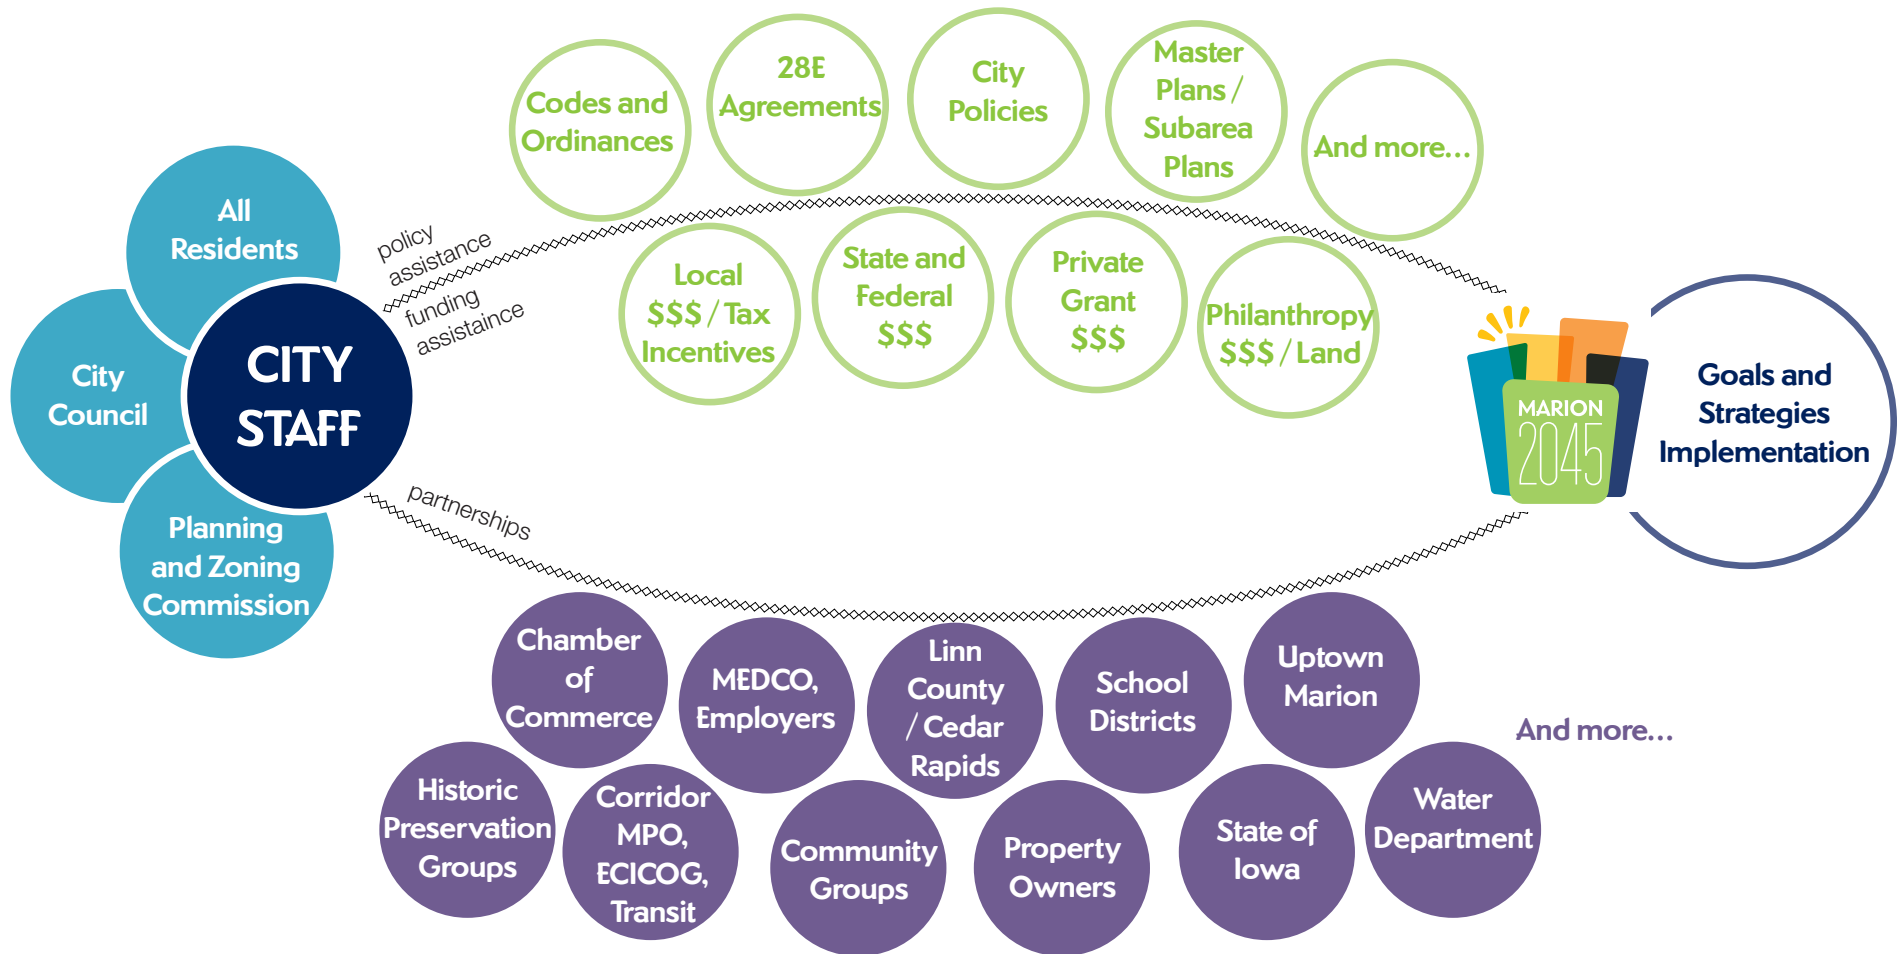 All
Residents
City
Council
Planning
and Zoning
Commission
CITY
STAFF
policy
assistance
funding
assistaince
partnerships
Codes and
Ordinances
28E
Agreements
City
Policies
Master
Plans /
Subarea
Plans
And more...
Local
$$$ / Tax
Incentives
State and
Federal
$$$
Private
Grant
$$$
Philanthropy
$$$ / Land
MARION
2045
Goals and
Strategies
Implementation
Chamber
of
Commerce
MEDCO,
Employers
Linn
County
/ Cedar
Rapids
School
Districts
Uptown
Marion
And more...
Historic
Preservation
Groups
Corridor
MPO,
ECICOG,
Transit
Community
Groups
Property
Owners
State of
Iowa
Water
Department